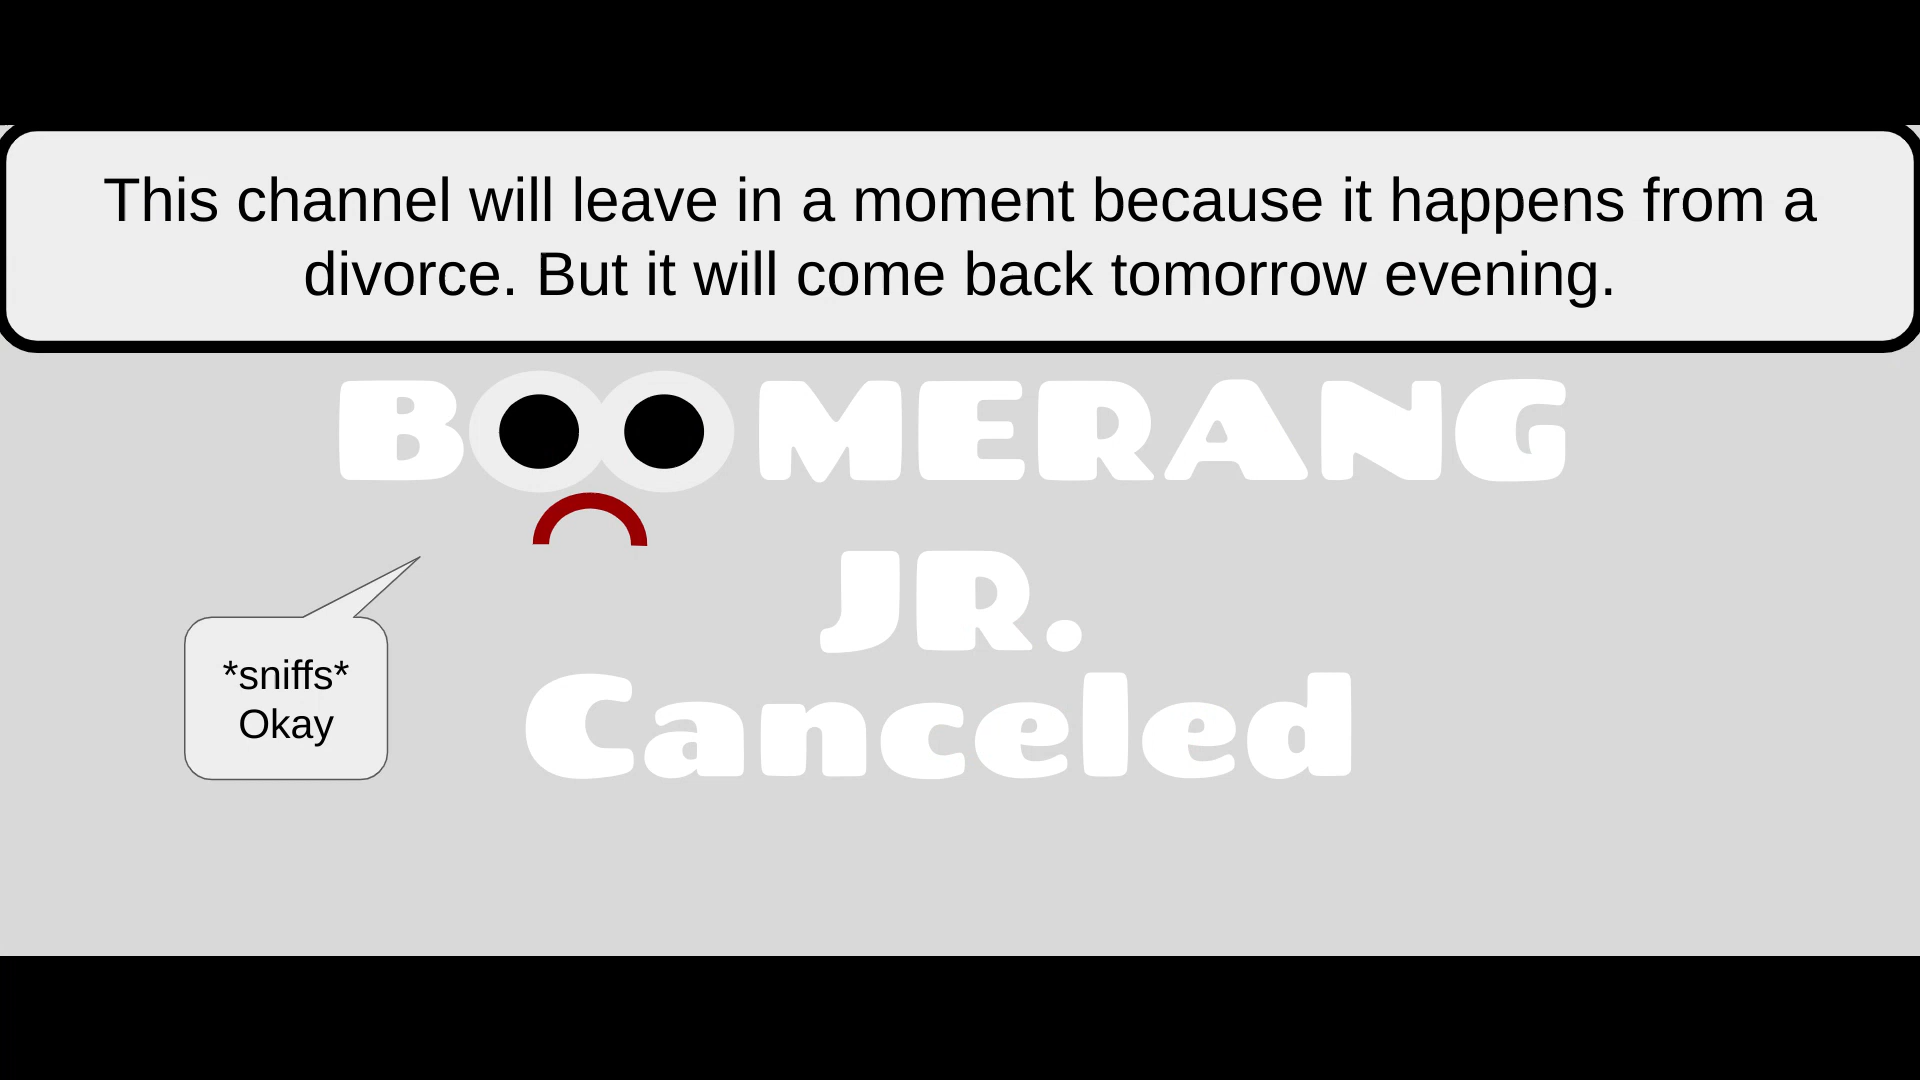 This channel will leave in a moment because it happens from a
divorce. But it will come back tomorrow evening.
BOOMERANG
JR.
Canceled
*sniffs*
Okay